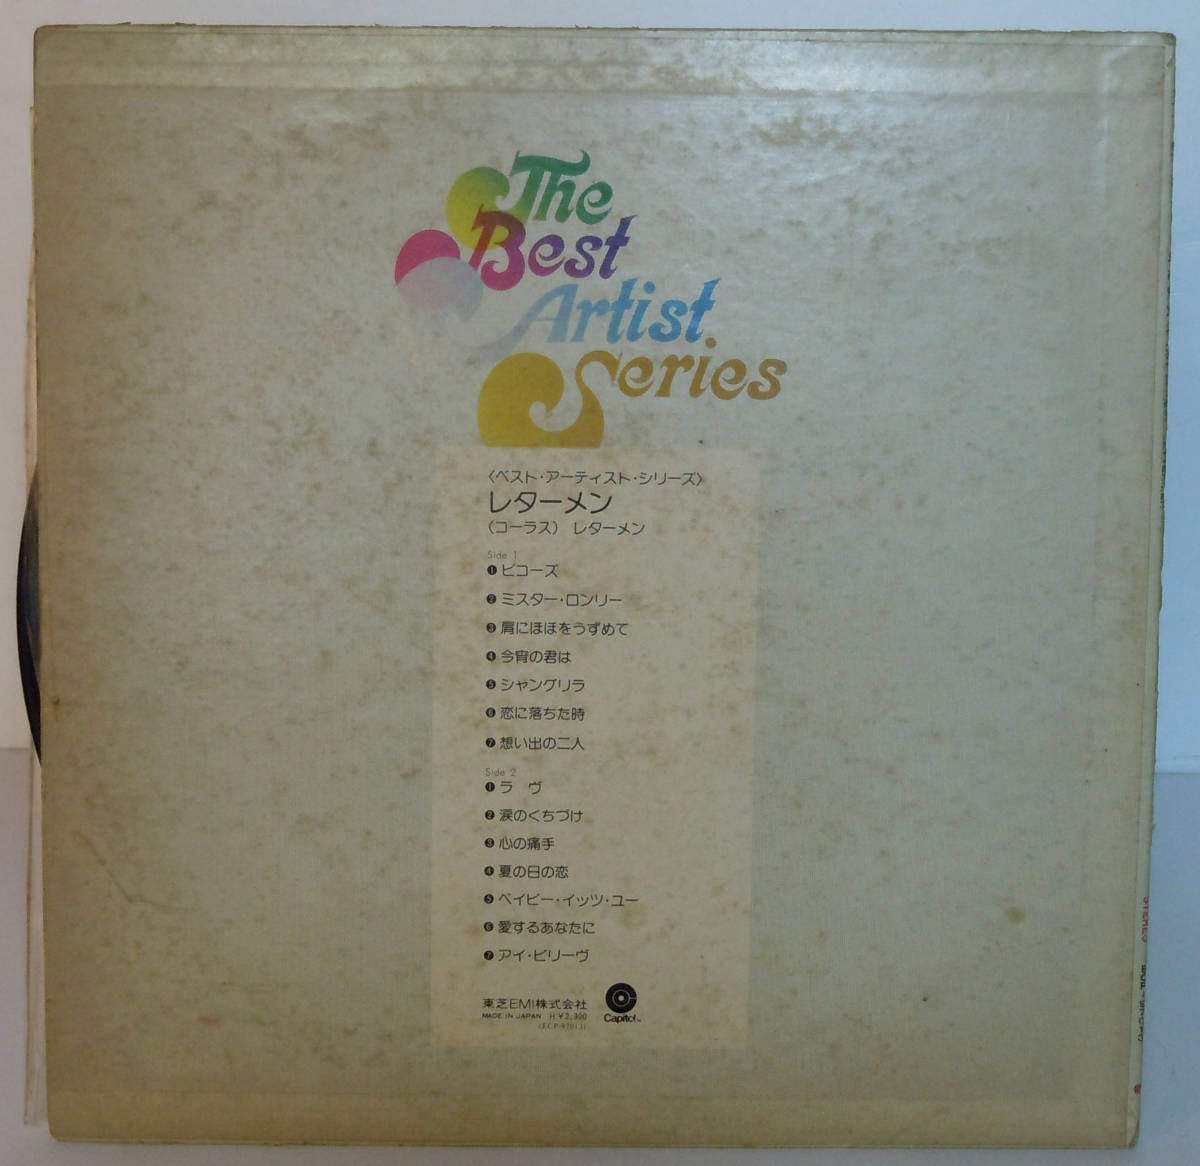 The
Best
Artist
Series
〈ベスト・アーティスト・シリーズ〉
レターメン
(コーラス) レターメン
Side 1
❶ビコーズ
❷ミスター・ロンリー
❸肩にほほをうずめて
❹今宵の君は
❺シャングリラ
❻恋に落ちた時
❼想い出の二人
Side 2
❶ラ ヴ
❷涙のくちづけ
❸心の痛手
❹夏の日の恋
❺ベイビー・イッツ・ユー
❻愛するあなたに
❼アイ・ビリーヴ
東芝EMI株式会社
MADE IN JAPAN H ¥2,300
(ECP-97013)
Capitol
STEREO